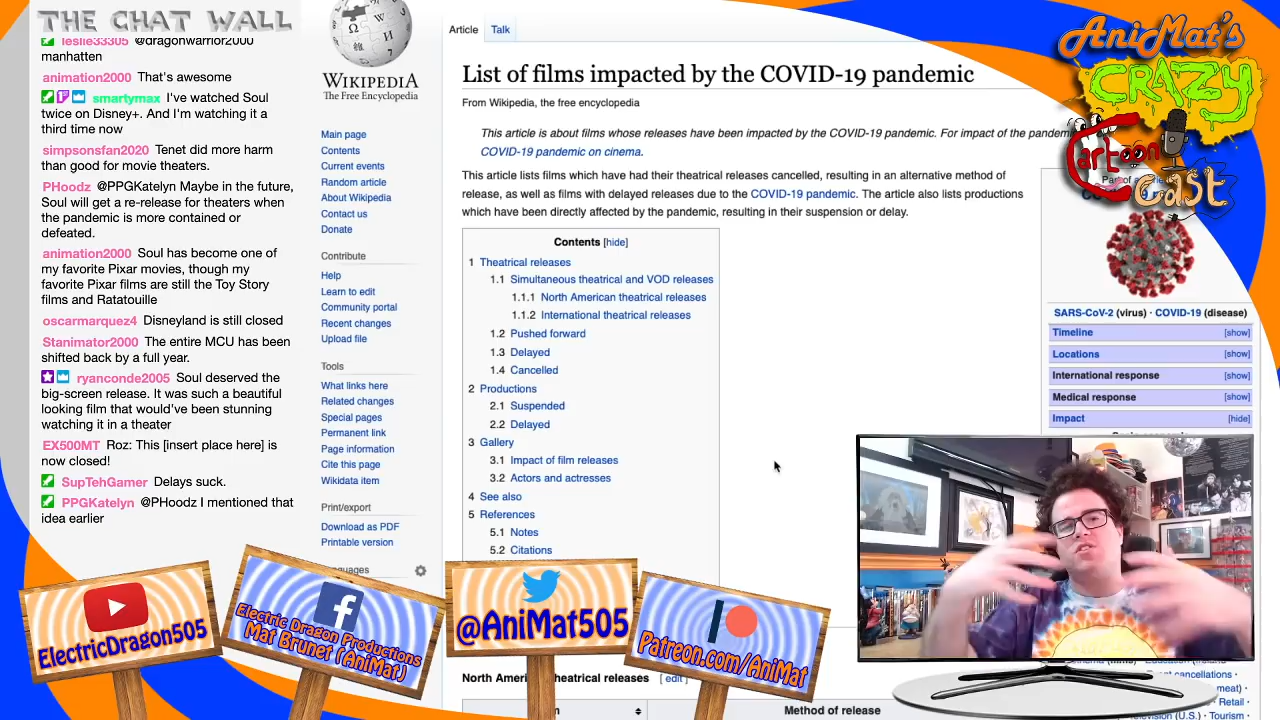 THE CHAT WALL
leslie33305 @dragonwarrior2000
manhatten
animation2000 That's awesome
smartymax I've watched Soul
twice on Disney+. And I'm watching it a
third time now
simpsonsfan2020 Tenet did more harm
than good for movie theaters.
PHoodz @PPGKatelyn Maybe in the future,
Soul will get a re-release for theaters when
the pandemic is more contained or
defeated.
animation2000 Soul has become one of
my favorite Pixar movies, though my
favorite Pixar films are still the Toy Story
films and Ratatouille
oscarmarquez4 Disneyland is still closed
Stanimator2000 The entire MCU has been
shifted back by a full year.
ryanconde2005 Soul deserved the
big-screen release. It was such a beautiful
looking film that would've been stunning
watching it in a theater
EX500MT Roz: This [insert place here] is
now closed!
SupTehGamer Delays suck.
PPGKatelyn @PHoodz I mentioned that
idea earlier
WIKIPEDIA
The Free Encyclopedia
Main page
Contents
Current events
Random article
About Wikipedia
Contact us
Donate
Contribute
Help
Learn to edit
Community portal
Recent changes
Upload file
Tools
What links here
Related changes
Special pages
Permanent link
Page information
Cite this page
Wikidata item
Print/export
Download as PDF
Printable version
Article Talk
List of films impacted by the COVID-19 pandemic
From Wikipedia, the free encyclopedia
This article is about films whose releases have been impacted by the COVID-19 pandemic. For impact of the
COVID-19 pandemic on cinema.
This article lists films which have had their theatrical releases cancelled, resulting in an alternative method of
release, as well as films with delayed releases due to the COVID-19 pandemic. The article also lists productions
which have been directly affected by the pandemic, resulting in their suspension or delay.
Contents [hide]
1 Theatrical releases
1.1 Simultaneous theatrical and VOD releases
1.1.1 North American theatrical releases
1.1.2 International theatrical releases
1.2 Pushed forward
1.3 Delayed
1.4 Cancelled
2 Productions
2.1 Suspended
2.2 Delayed
3 Gallery
3.1 Impact of film releases
3.2 Actors and actresses
4 See also
5 References
5.1 Notes
5.2 Citations
theatrical releases [ edit ]
Method of release
AniMat's
CRAZY
Cartoon
Cast
SARS-CoV-2 (virus) · COVID-19 (disease)
Timeline [show]
Locations [show]
International response [show]
Medical response [show]
Impact [hide]
Retail ·
Television (U.S.) · Tourism ·
ElectricDragon505
Electric Dragon Productions
Mat Brunet (AniMat)
@AniMat505
Patreon.com/AniMat